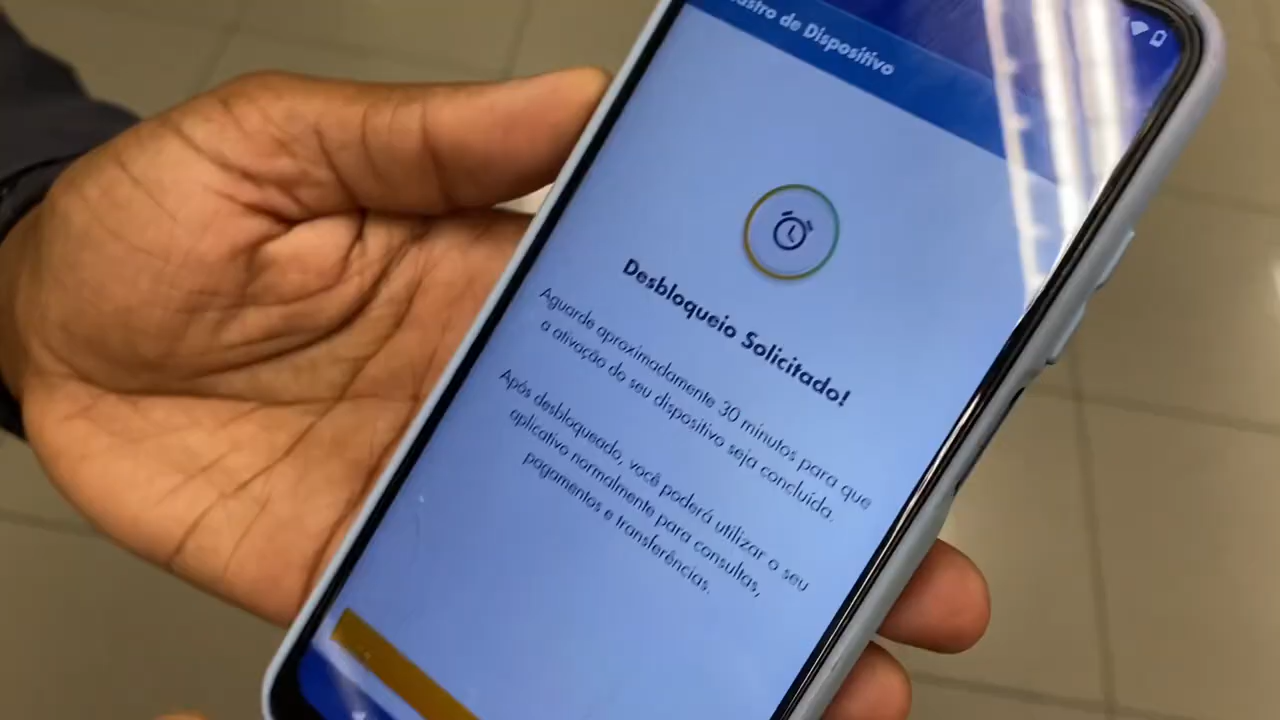 de Dispositivo
Desbloqueio Solicitado!
Aguarde aproximadamente 30 minutos para que
a ativação do seu dispositivo seja concluída.
Após desbloqueado, você poderá utilizar o seu
aplicativo normalmente para consultas,
pagamentos e transferências.